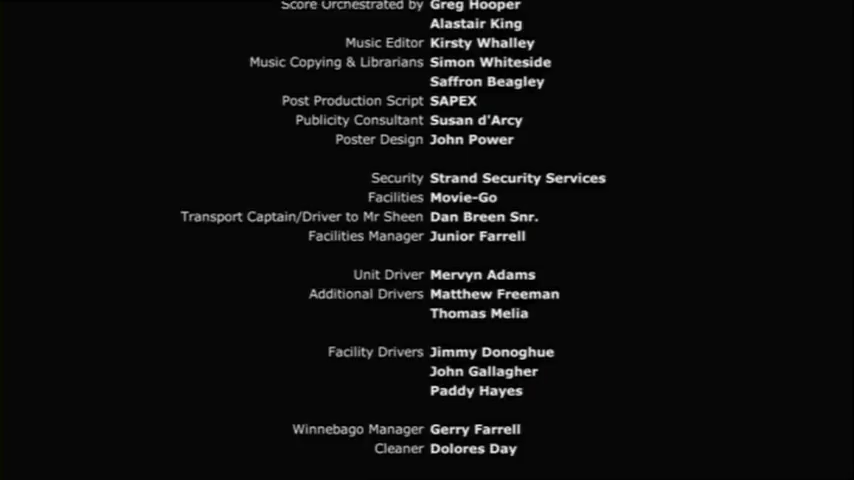 Score Orchestrated by Greg Hooper
Alastair King
Music Editor Kirsty Whalley
Music Copying & Librarians Simon Whiteside
Saffron Beagley
Post Production Script SAPEX
Publicity Consultant Susan d'Arcy
Poster Design John Power
Security Strand Security Services
Facilities Movie-Go
Transport Captain/Driver to Mr Sheen Dan Breen Snr.
Facilities Manager Junior Farrell
Unit Driver Mervyn Adams
Additional Drivers Matthew Freeman
Thomas Melia
Facility Drivers Jimmy Donoghue
John Gallagher
Paddy Hayes
Winnebago Manager Gerry Farrell
Cleaner Dolores Day